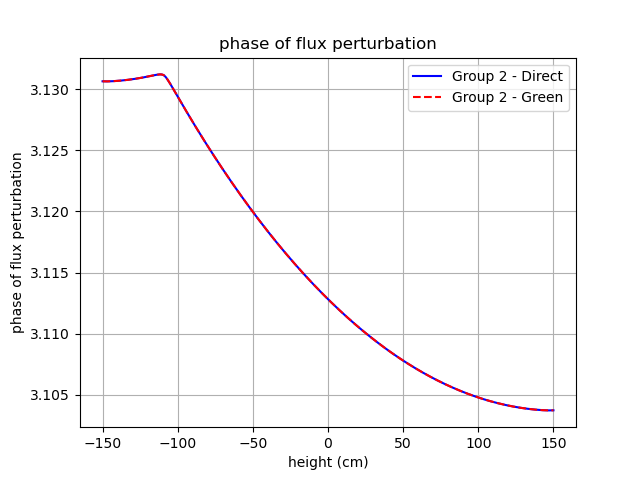 phase of flux perturbation
Group 2 - Direct
Group 2 - Green
phase of flux perturbation
3.130
3.125
3.120
3.115
3.110
3.105
−150
−100
−50
0
50
100
150
height (cm)